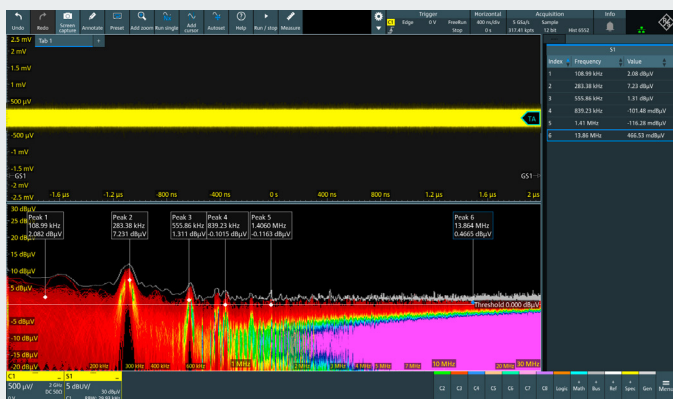 Undo
Redo
Screen capture
Annotate
Preset
Add zoom
Run single
Add cursor
Autoset
Help
Run / stop
Measure
Trigger
Horizontal
Acquisition
Info
C1 Edge 0 V FreeRun
Stop
400 ns/div
0 s
5 GSa/s Sample
317.41 kpts 12 bit Hist 6552
Tab 1
2.5 mV
2 mV
1.5 mV
1 mV
500 µV
-500 µV
-1 mV
-1.5 mV
GS1
-2 mV
-2.5 mV
TA
GS1
-1.6 µs -1.2 µs -800 ns -400 ns 0 s 400 ns 800 ns 1.2 µs 1.6 µs 2 µs
S1
Index Frequency Value
1 108.99 kHz 2.08 dBµV
2 283.38 kHz 7.23 dBµV
3 555.86 kHz 1.31 dBµV
4 839.23 kHz -101.48 mdBµV
5 1.41 MHz -116.28 mdBµV
6 13.86 MHz 466.53 mdBµV
30 dBµV
25 dBµV
20 dBµV
15 dBµV
10 dBµV
5 dBµV
-5 dBµV
-10 dBµV
-15 dBµV
-20 dBµV
Peak 1
108.99 kHz
2.082 dBµV
Peak 2
283.38 kHz
7.231 dBµV
Peak 3
555.86 kHz
1.311 dBµV
Peak 4
839.23 kHz
-0.1015 dBµV
Peak 5
1.4060 MHz
-0.1163 dBµV
Peak 6
13.864 MHz
0.4665 dBµV
Threshold 0.000 dBµV
200 kHz 300 kHz 400 kHz 600 kHz 1 MHz 2 MHz 3 MHz 4 MHz 5 MHz 7 MHz 10 MHz 20 MHz 30 MHz
C1
500 µV/ 2 GHz
DC 50Ω
0 V
S1
5 dBUV/
30 dBµV
C2 C3 C4 C5 C6 C7 C8 Logic Math Bus Ref Spec Gen Menu